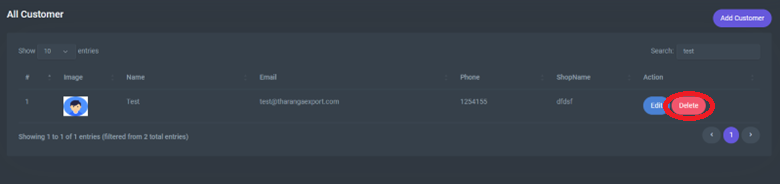 All Customer
Add Customer
Show 10 entries
Search: test
# Image Name Email Phone ShopName Action
1 Test test@tharangaexport.com 1254155 dfdsf Edit Delete
Showing 1 to 1 of 1 entries (filtered from 2 total entries)
1